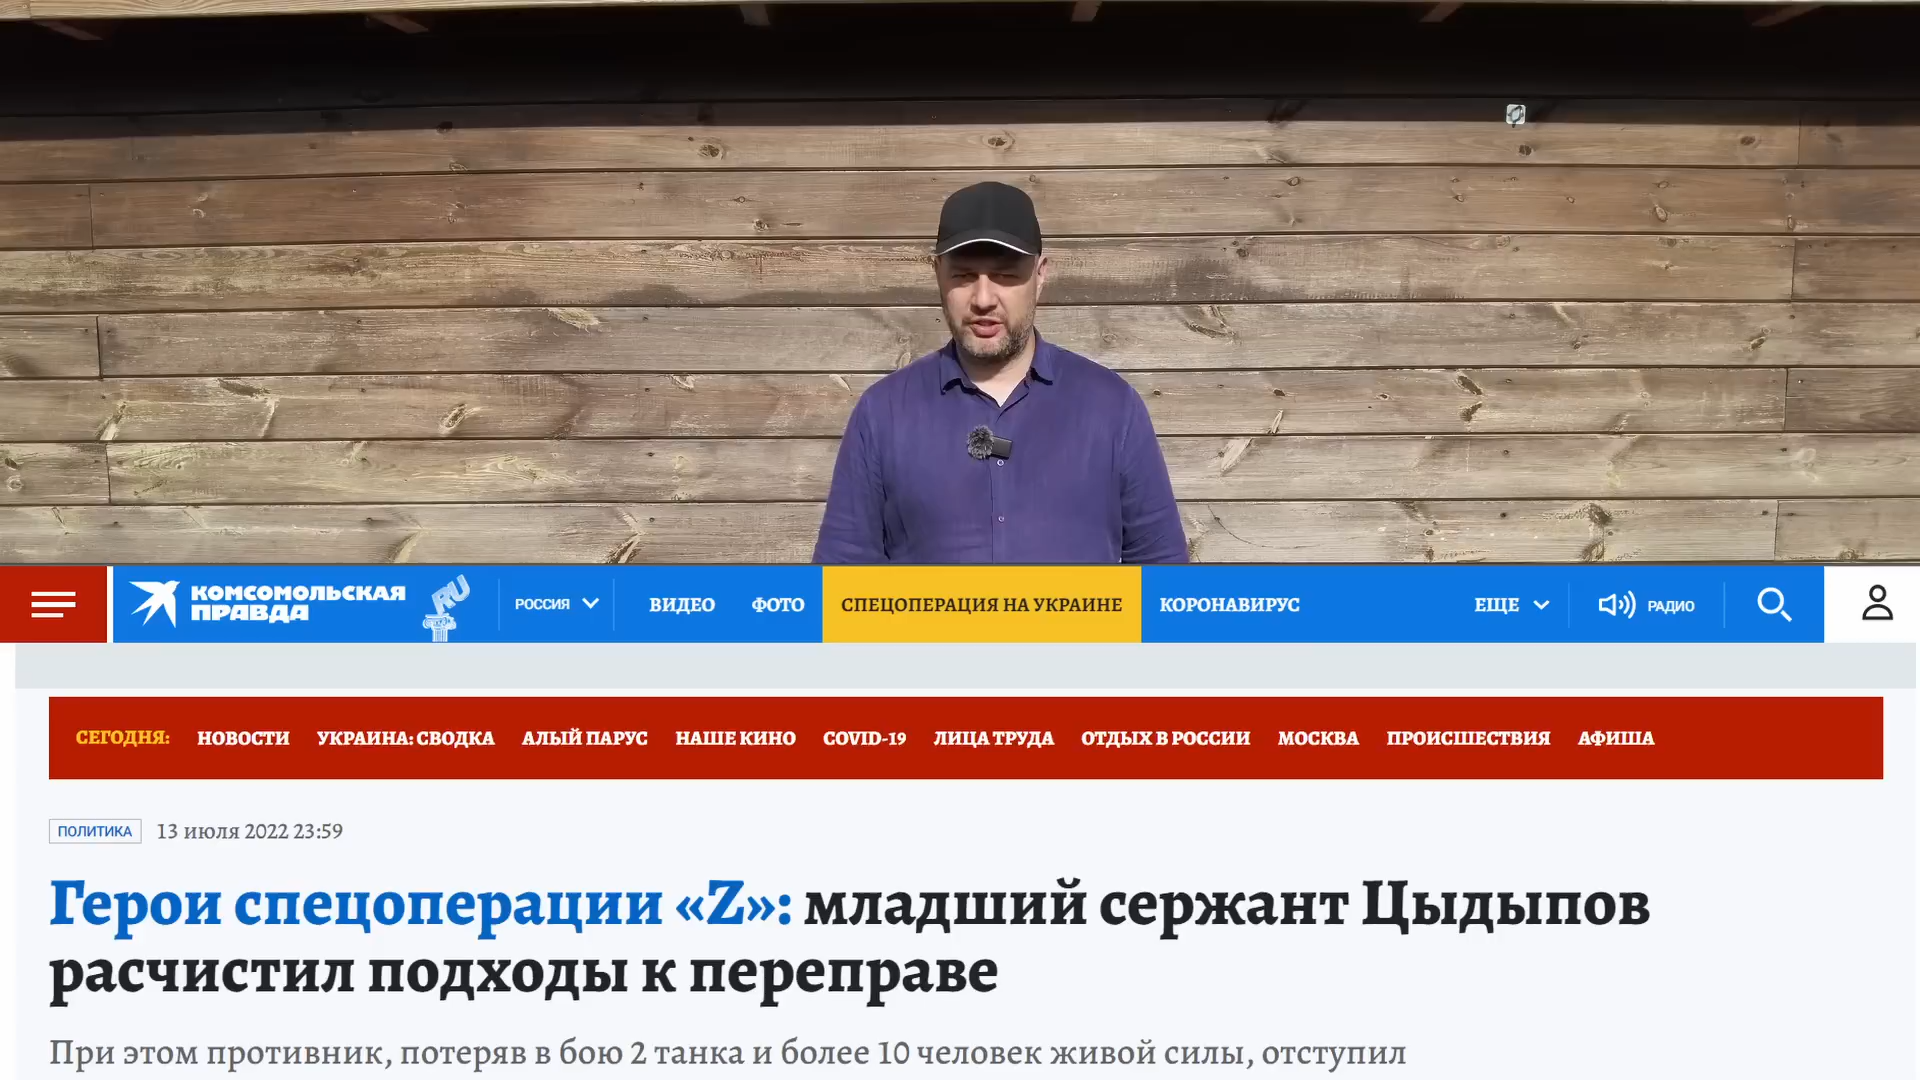 КОМСОМОЛЬСКАЯ
ПРАВДА
RU
РОССИЯ
ВИДЕО
ФОТО
СПЕЦОПЕРАЦИЯ НА УКРАИНЕ
КОРОНАВИРУС
ЕЩЕ
РАДИО
СЕГОДНЯ: НОВОСТИ УКРАИНА: СВОДКА АЛЫЙ ПАРУС НАШЕ КИНО COVID-19 ЛИЦА ТРУДА ОТДЫХ В РОССИИ МОСКВА ПРОИСШЕСТВИЯ АФИША
ПОЛИТИКА 13 июля 2022 23:59
Герои спецоперации «Z»: младший сержант Цыдыпов
расчистил подходы к переправе
При этом противник, потеряв в бою 2 танка и более 10 человек живой силы, отступил